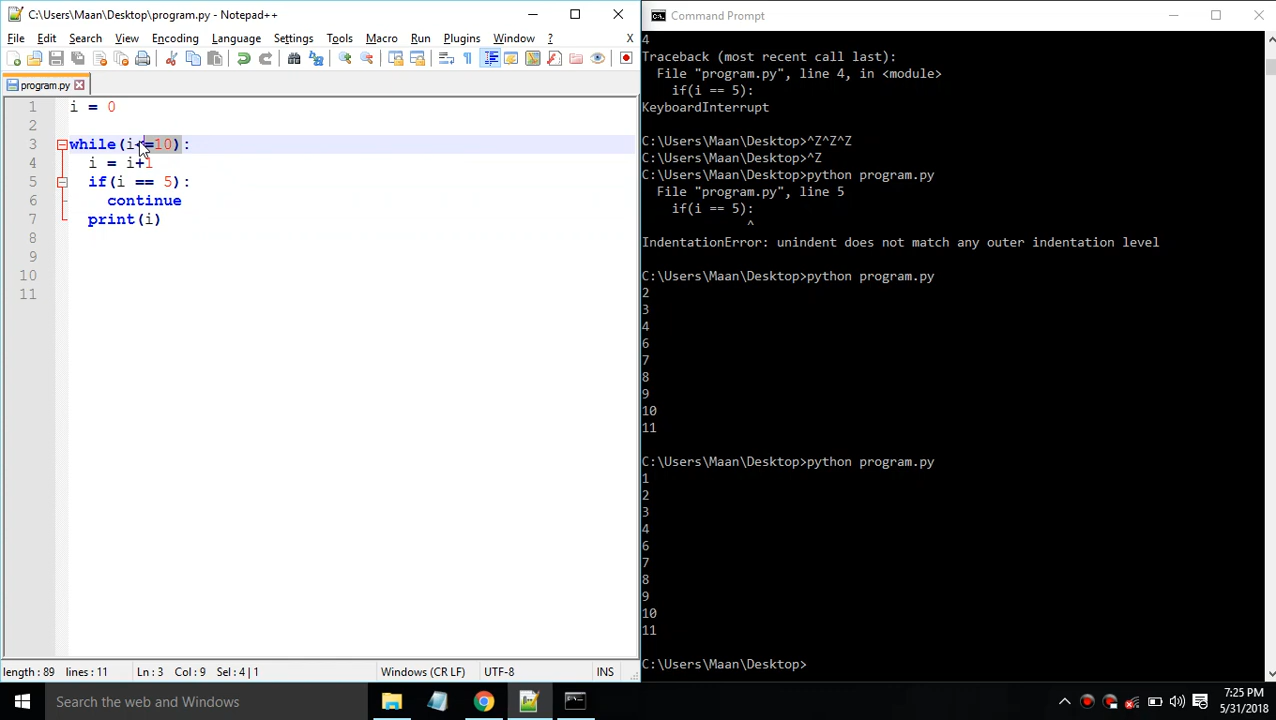 C:\Users\Maan\Desktop\program.py - Notepad++
File Edit Search View Encoding Language Settings Tools Macro Run Plugins Window ? X
program.py
1 i = 0
2
3 while(i<=10):
4 i = i+1
5 if(i == 5):
6 continue
7 print(i)
8
9
10
11
length : 89 lines : 11 Ln : 3 Col : 9 Sel : 4 | 1 Windows (CR LF) UTF-8 INS
Command Prompt
4
Traceback (most recent call last):
File "program.py", line 4, in <module>
if(i == 5):
KeyboardInterrupt
C:\Users\Maan\Desktop>^Z^Z^Z
C:\Users\Maan\Desktop>^Z
C:\Users\Maan\Desktop>python program.py
File "program.py", line 5
if(i == 5):
^
IndentationError: unindent does not match any outer indentation level
C:\Users\Maan\Desktop>python program.py
2
3
4
6
7
8
9
10
11
C:\Users\Maan\Desktop>python program.py
1
2
3
4
6
7
8
9
10
11
C:\Users\Maan\Desktop>
Search the web and Windows
7:25 PM
5/31/2018